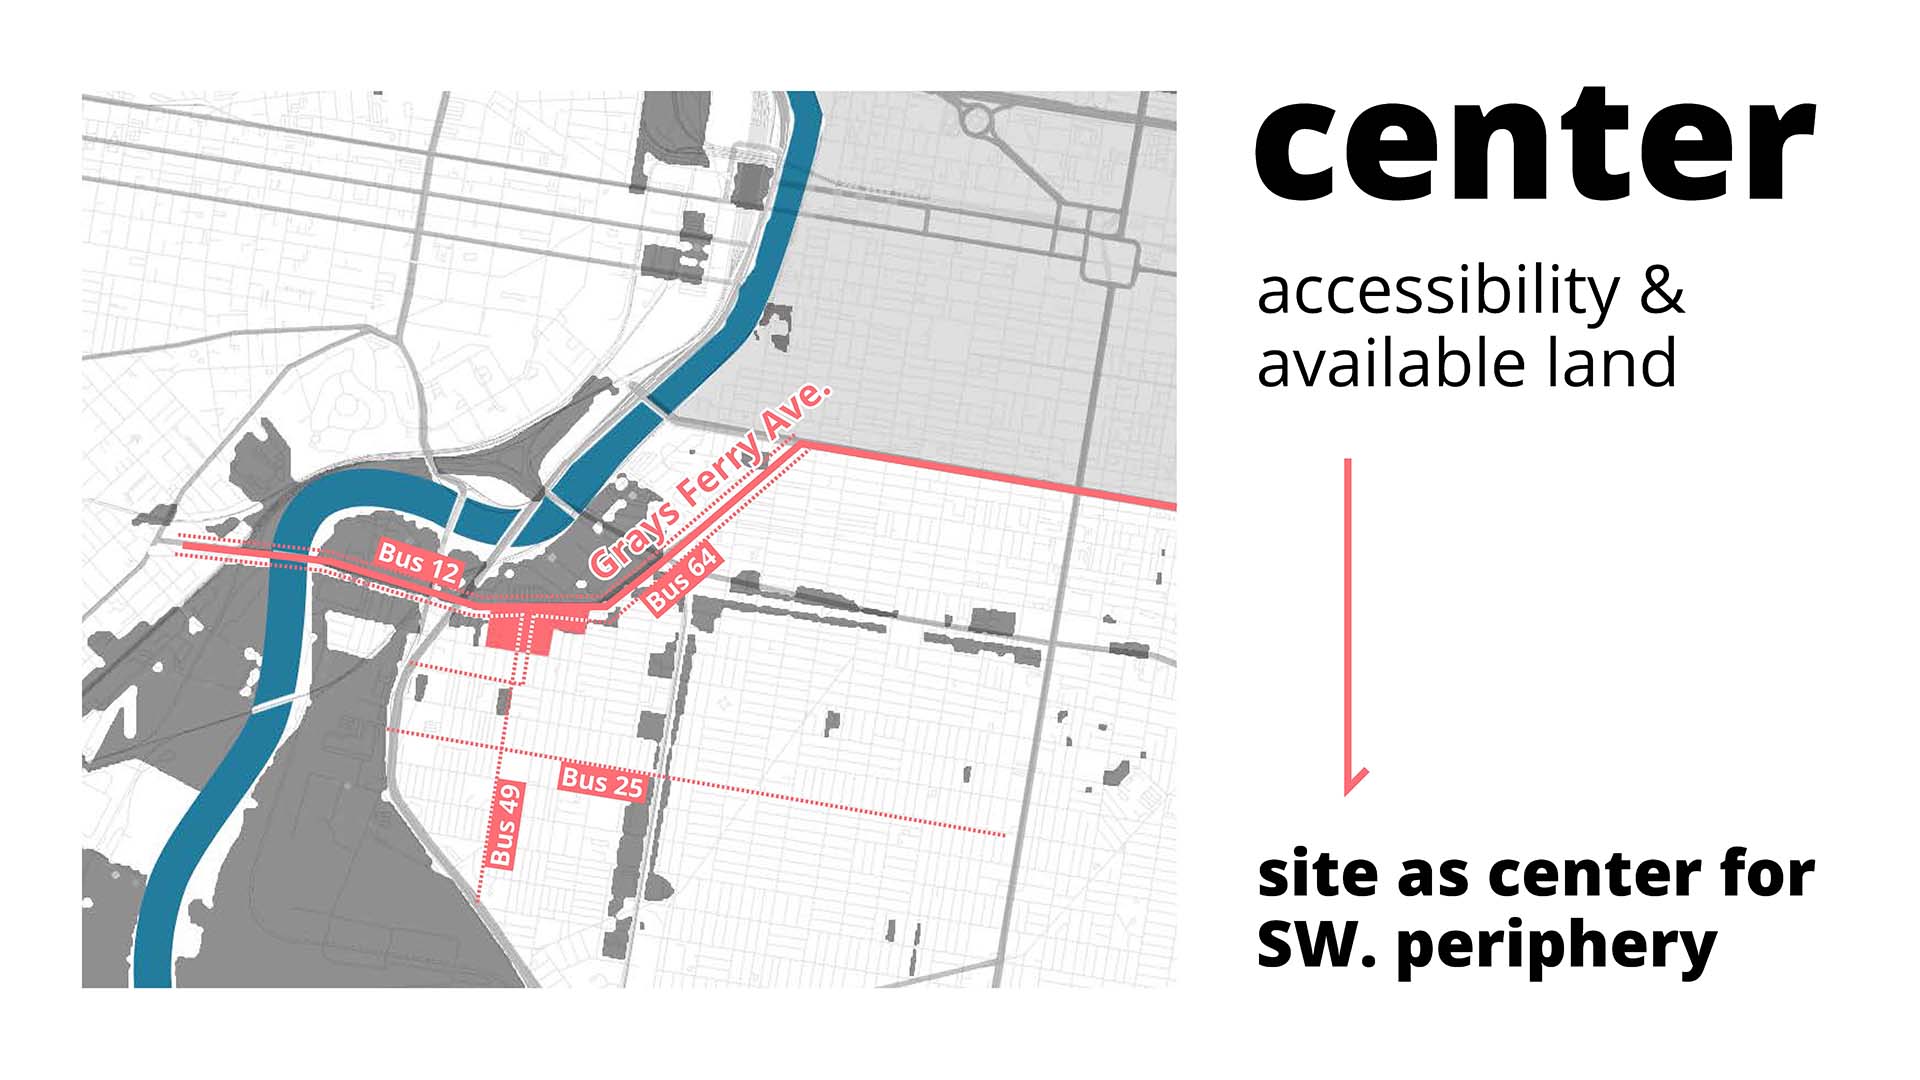 center
accessibility &
available land
site as center for
SW. periphery
Grays Ferry Ave.
Bus 12
Bus 64
Bus 25
Bus 49